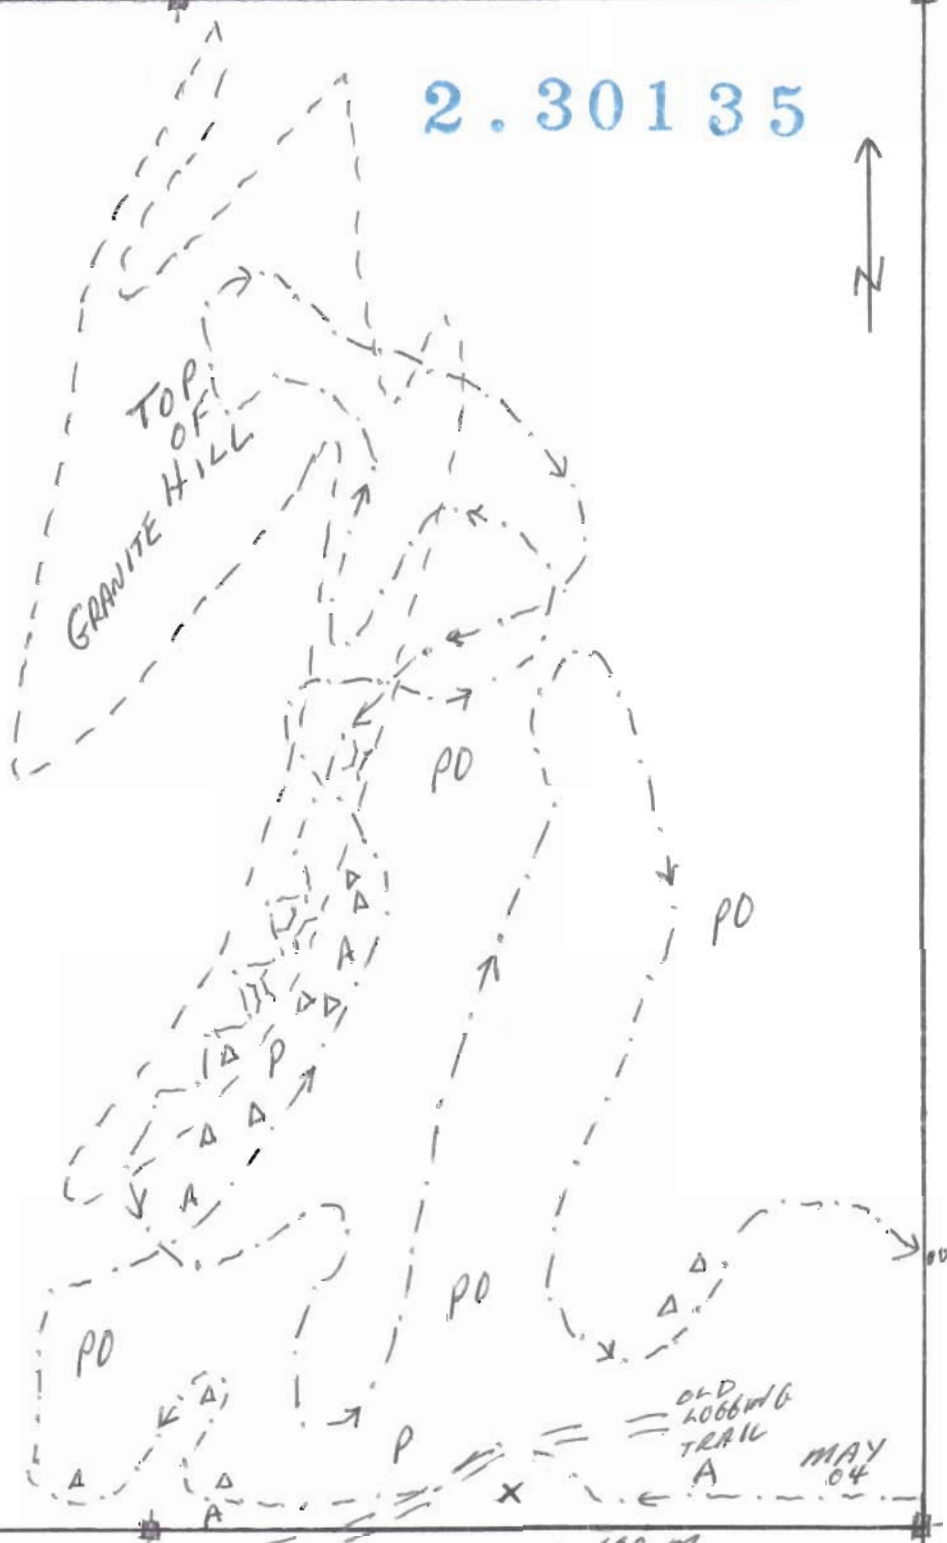 2.30135
N
TOP
OF
HILL
GRANITE
PO
PO
A
P
A
PO
PO
P
OLD
LOGGING
TRAIL
A
MAY
04
A
X